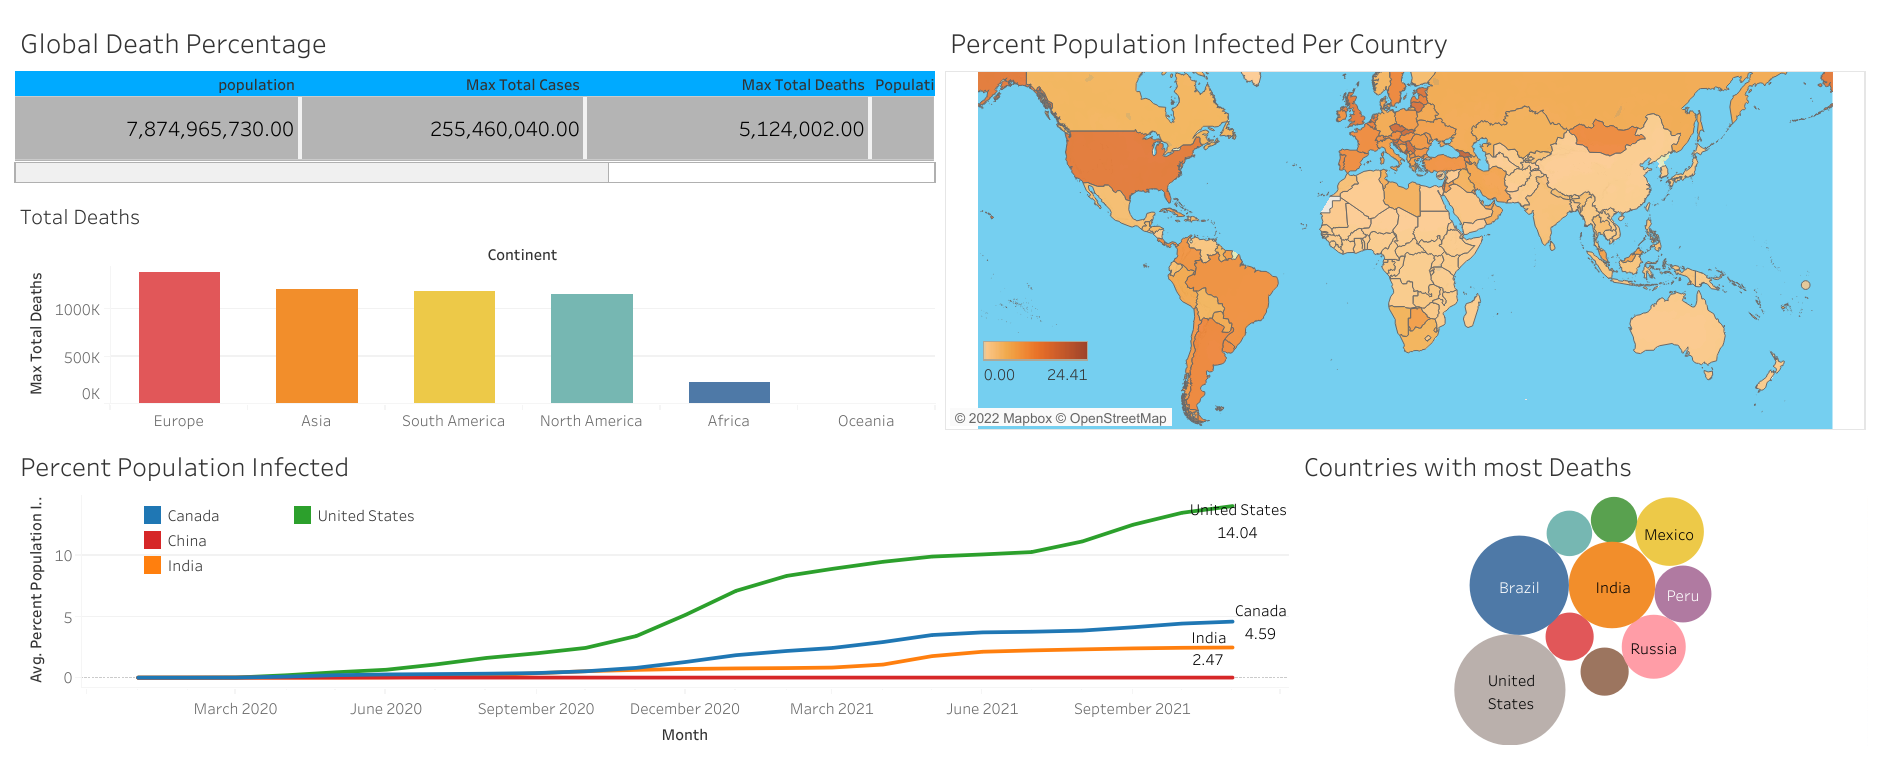 Global Death Percentage
population Max Total Cases Max Total Deaths Populati
7,874,965,730.00 255,460,040.00 5,124,002.00
Total Deaths
Continent
Max Total Deaths
1000K
500K
0K
Europe Asia South America North America Africa Oceania
Percent Population Infected Per Country
0.00 24.41
© 2022 Mapbox © OpenStreetMap
Percent Population Infected
Avg. Percent Population I..
Canada United States
China
India
10
5
0
United States
14.04
Canada
4.59
India
2.47
March 2020 June 2020 September 2020 December 2020 March 2021 June 2021 September 2021
Month
Countries with most Deaths
Mexico
Brazil India Peru
Russia
United
States